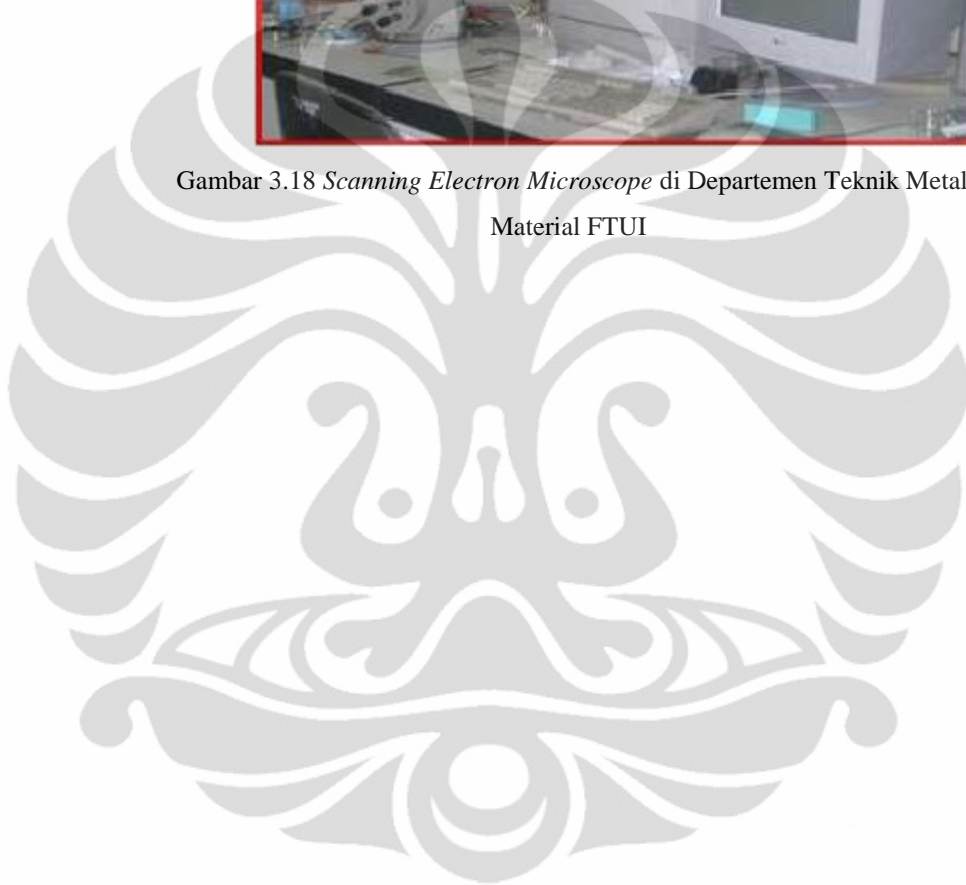 Gambar 3.18 Scanning Electron Microscope di Departemen Teknik Metal
Material FTUI